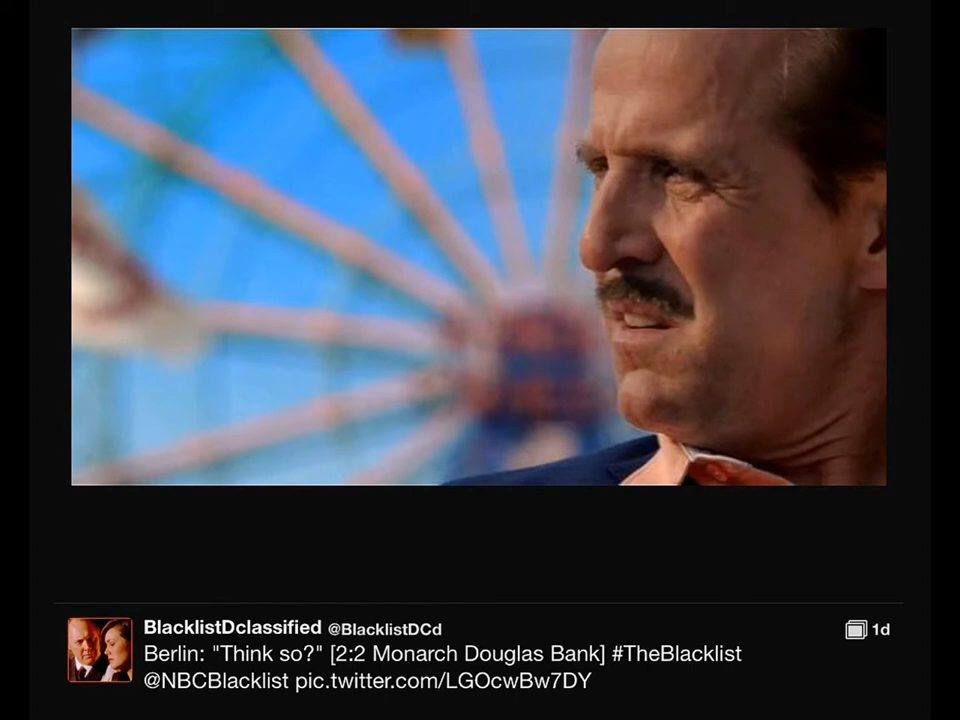 BlacklistDclassified @BlacklistDCd
1d
Berlin: "Think so?" [2:2 Monarch Douglas Bank] #TheBlacklist
@NBCBlacklist pic.twitter.com/LGOcwBw7DY